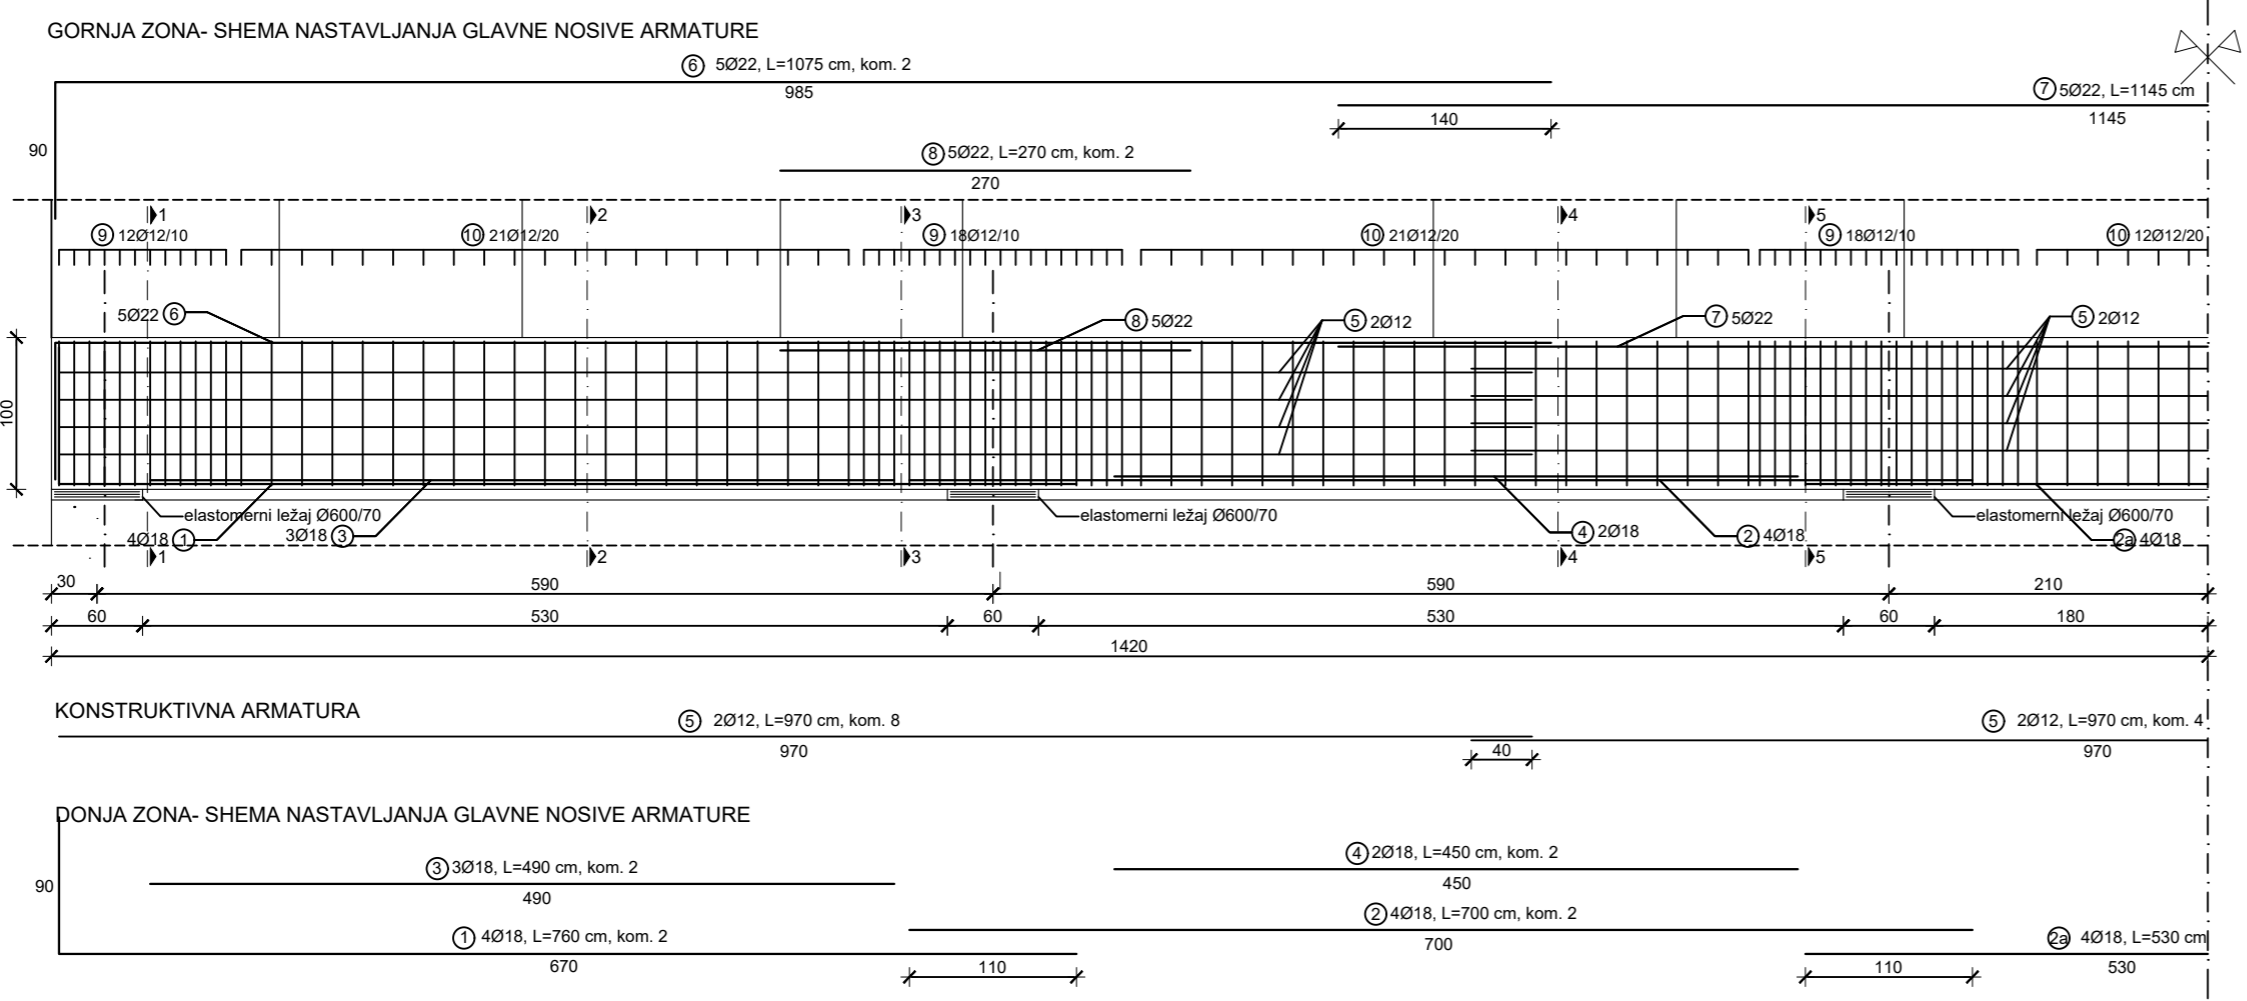 GORNJA ZONA- SHEMA NASTAVLJANJA GLAVNE NOSIVE ARMATURE
6 5Ø22, L=1075 cm, kom. 2
985
7 5Ø22, L=1145 cm
1145
140
90
8 5Ø22, L=270 cm, kom. 2
270
1 2 3 4 5
9 12Ø12/10 10 21Ø12/20 9 18Ø12/10 10 21Ø12/20 9 18Ø12/10 10 12Ø12/20
5Ø22 6 8 5Ø22 5 2Ø12 7 5Ø22 5 2Ø12
100
elastomerni ležaj Ø600/70 elastomerni ležaj Ø600/70 elastomerni ležaj Ø600/70
4Ø18 1 3Ø18 3 4 2Ø18 2 4Ø18 2a 4Ø18
1 2 3 4 5
30 590 590 210
60 530 60 530 60 180
1420
KONSTRUKTIVNA ARMATURA
5 2Ø12, L=970 cm, kom. 8 5 2Ø12, L=970 cm, kom. 4
970 40 970
DONJA ZONA- SHEMA NASTAVLJANJA GLAVNE NOSIVE ARMATURE
3 3Ø18, L=490 cm, kom. 2 4 2Ø18, L=450 cm, kom. 2
90 490 450
1 4Ø18, L=760 cm, kom. 2 2 4Ø18, L=700 cm, kom. 2 2a 4Ø18, L=530 cm
670 110 700 110 530